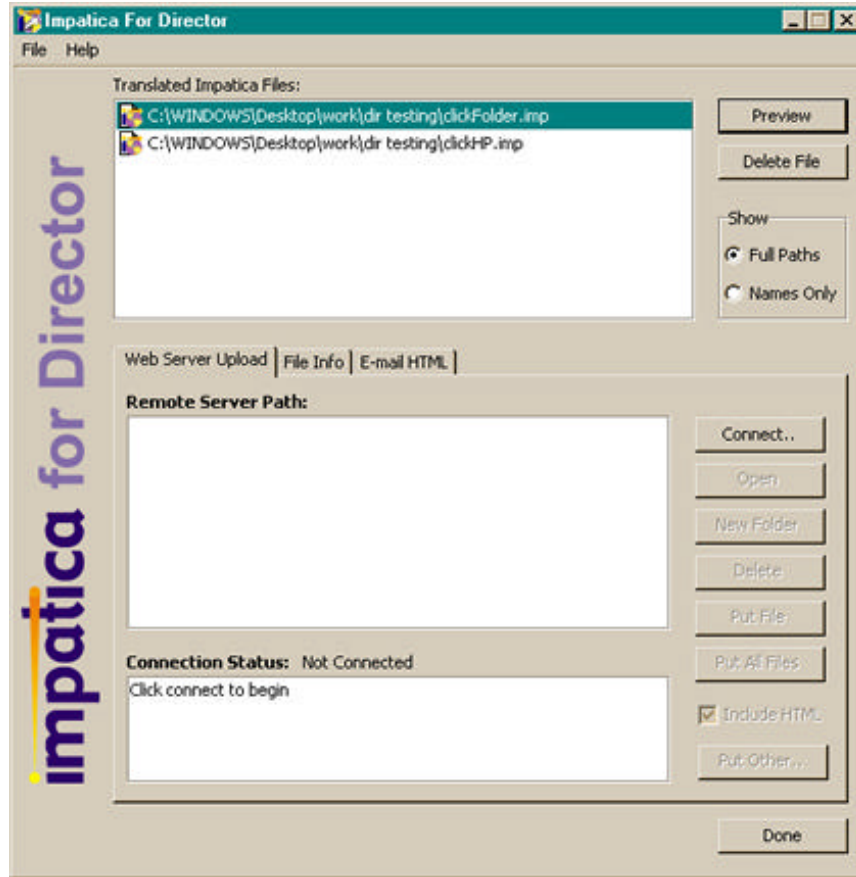 Impatica For Director
File Help
Translated Impatica Files:
C:\WINDOWS\Desktop\work\dir testing\clickFolder.imp
C:\WINDOWS\Desktop\work\dir testing\clickHP.imp
Preview
Delete File
Show
Full Paths
Names Only
impatica for Director
Web Server Upload File Info E-mail HTML
Remote Server Path:
Connect..
Open
New Folder
Delete
Put File
Put All Files
Include HTML
Put Other..
Connection Status: Not Connected
Click connect to begin
Done